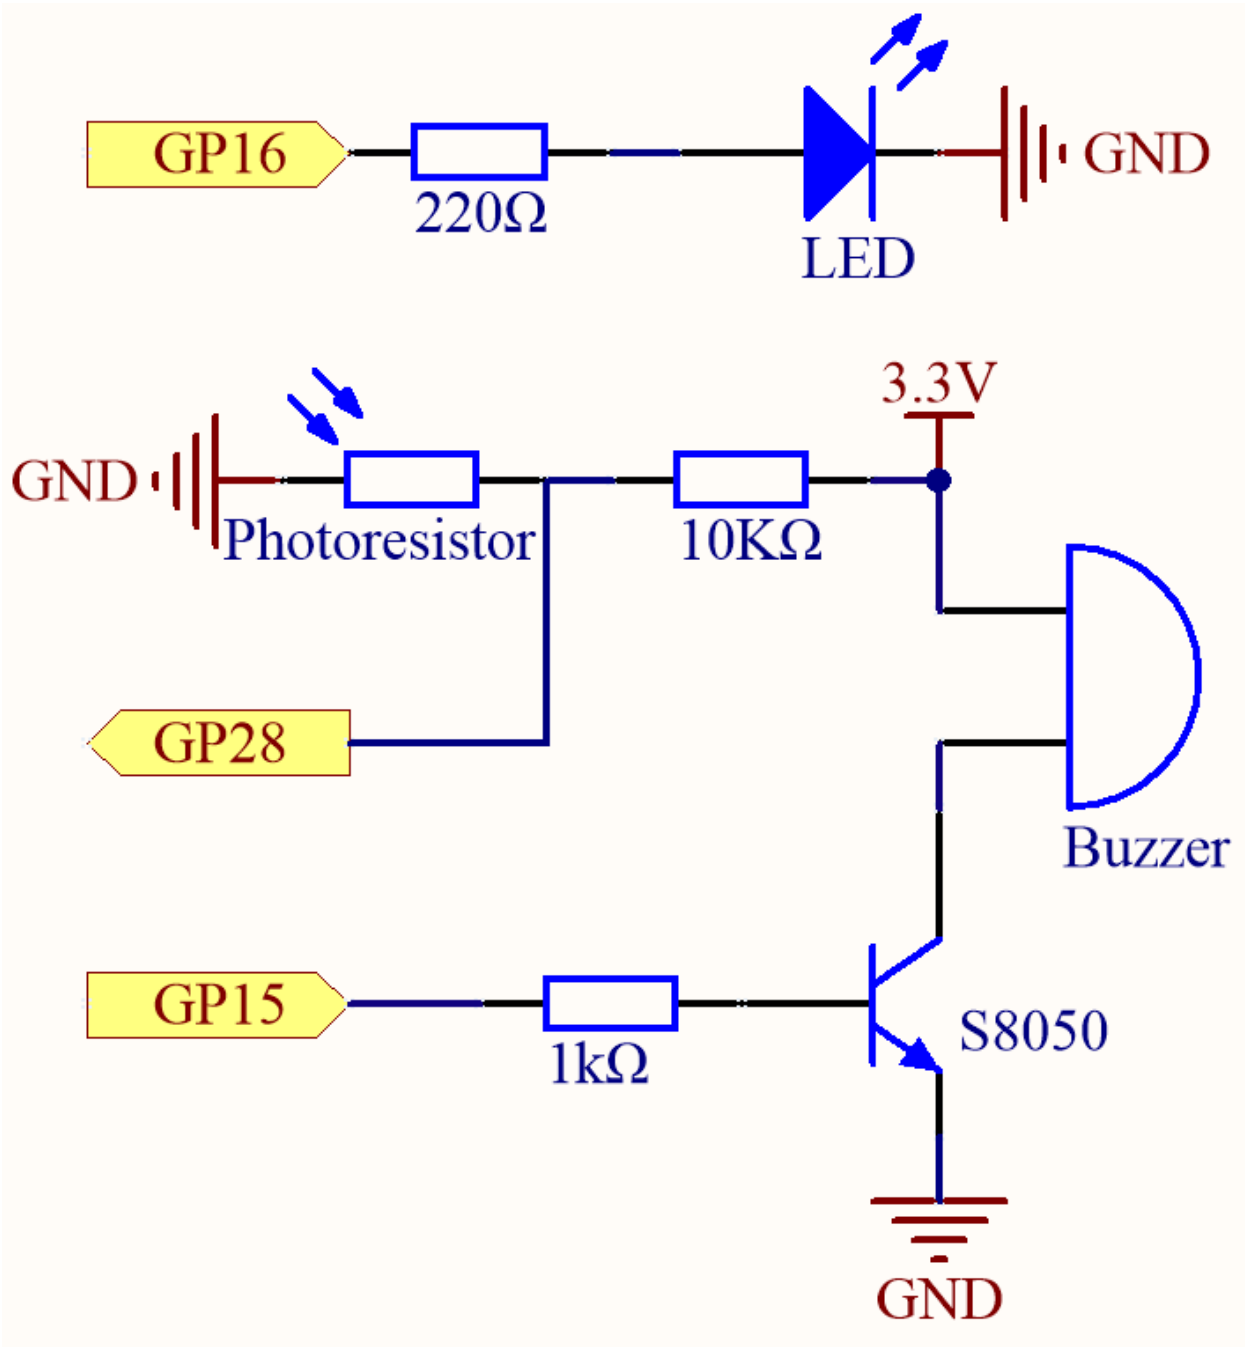 GP16
220Ω
LED
GND
3.3V
GND
Photoresistor
10KΩ
GP28
Buzzer
GP15
1kΩ
S8050
GND